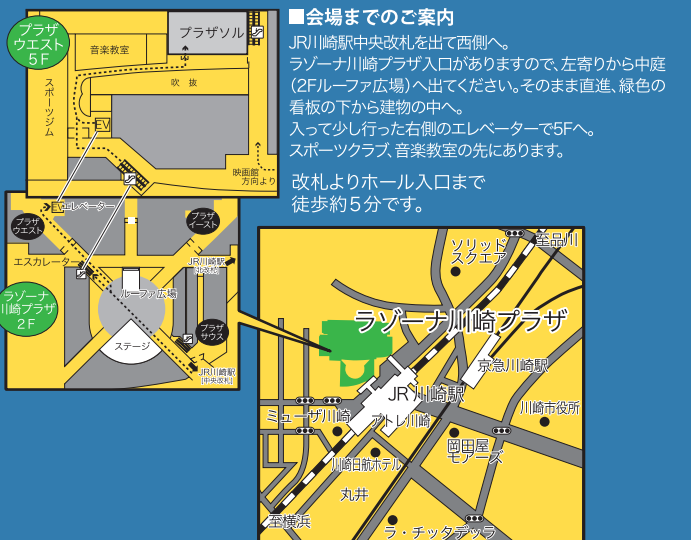 ■会場までのご案内
JR川崎駅中央改札を出て西側へ。
ラゾーナ川崎プラザ入口がありますので、左寄りから中庭
（2Fルーファ広場）へ出てください。そのまま直進、緑色の
看板の下から建物の中へ。
入って少し行った右側のエレベーターで5Fへ。
スポーツクラブ、音楽教室の先にあります。
改札よりホール入口まで
徒歩約５分です。
プラザ
ウエスト
５Ｆ
プラザソル
音楽教室
吹 抜
スポーツジム
EV
映画館
方向より
EV
エレベーター
プラザ
ウエスト
プラザ
イースト
エスカレーター
JR川崎駅
(北改札)
ルーファ広場
ラゾーナ
川崎プラザ
２Ｆ
ステージ
プラザ
サウス
JR川崎駅
(中央改札)
ソリッド
スクエア
至品川
ラゾーナ川崎プラザ
京急川崎駅
JR川崎駅
川崎市役所
ミューザ川崎
アトレ川崎
岡田屋
モアーズ
川崎日航ホテル
丸井
至横浜
ラ・チッタデッラ